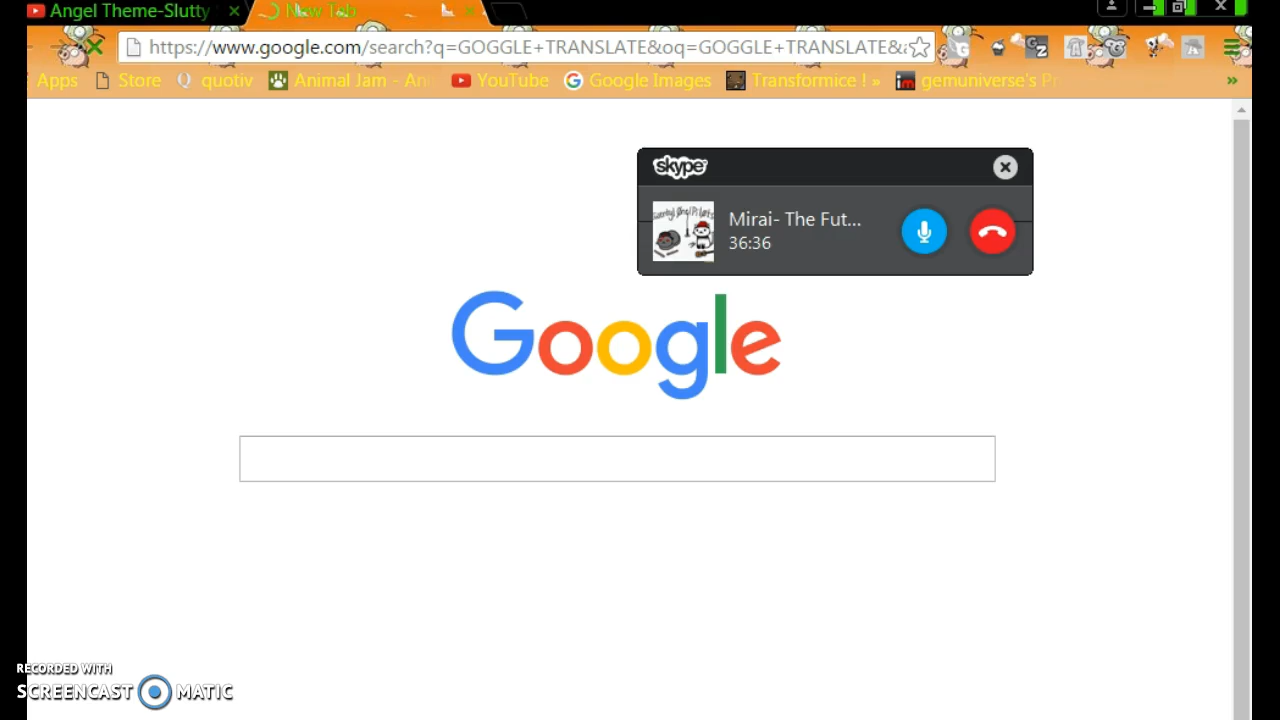 Angel Theme-Slutty
New Tab
https://www.google.com/search?q=GOGGLE+TRANSLATE&oq=GOGGLE+TRANSLATE&
Apps Store quotiv Animal Jam - An YouTube Google Images Transformice ! » gemuniverse's Pr »
skype
Mirai- The Fut...
36:36
Google
RECORDED WITH
SCREENCAST MATIC